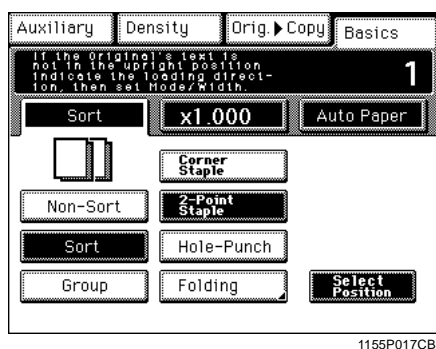 Auxiliary Density Orig.▶Copy Basics
If the Original's text is
not in the upright position
indicate the loading direc-
tion, then set Mode/Width.
1
Sort x1.000 Auto Paper
Corner
Staple
Non-Sort 2-Point
Staple
Sort Hole-Punch
Group Folding Select
Position
1155P017CB